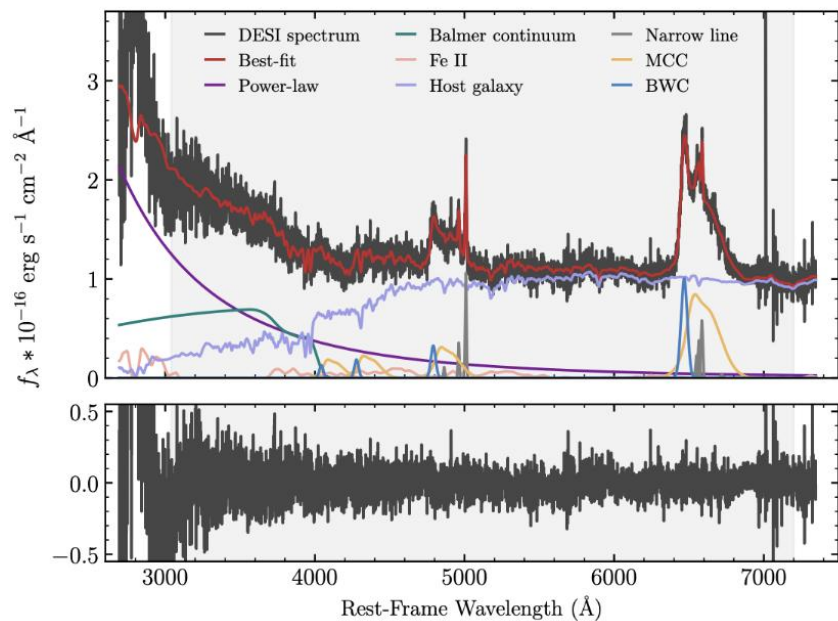 DESI spectrum
Best-fit
Power-law
Balmer continuum
Fe II
Host galaxy
Narrow line
MCC
BWC
3
2
1
0
f_λ * 10⁻¹⁶ erg s⁻¹ cm⁻² Å⁻¹
0.5
0.0
−0.5
3000 4000 5000 6000 7000
Rest-Frame Wavelength (Å)